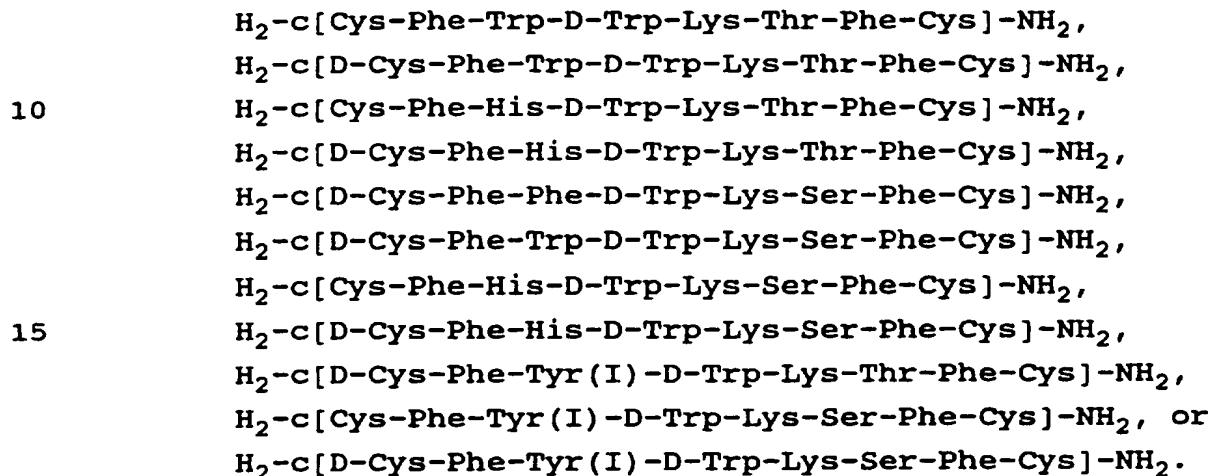 H₂-c[Cys-Phe-Trp-D-Trp-Lys-Thr-Phe-Cys]-NH₂,
H₂-c[D-Cys-Phe-Trp-D-Trp-Lys-Thr-Phe-Cys]-NH₂,
10 H₂-c[Cys-Phe-His-D-Trp-Lys-Thr-Phe-Cys]-NH₂,
H₂-c[D-Cys-Phe-His-D-Trp-Lys-Thr-Phe-Cys]-NH₂,
H₂-c[D-Cys-Phe-Phe-D-Trp-Lys-Ser-Phe-Cys]-NH₂,
H₂-c[D-Cys-Phe-Trp-D-Trp-Lys-Ser-Phe-Cys]-NH₂,
H₂-c[Cys-Phe-His-D-Trp-Lys-Ser-Phe-Cys]-NH₂,
15 H₂-c[D-Cys-Phe-His-D-Trp-Lys-Ser-Phe-Cys]-NH₂,
H₂-c[D-Cys-Phe-Tyr(I)-D-Trp-Lys-Thr-Phe-Cys]-NH₂,
H₂-c[Cys-Phe-Tyr(I)-D-Trp-Lys-Ser-Phe-Cys]-NH₂, or
H₂-c[D-Cys-Phe-Tyr(I)-D-Trp-Lys-Ser-Phe-Cys]-NH₂.